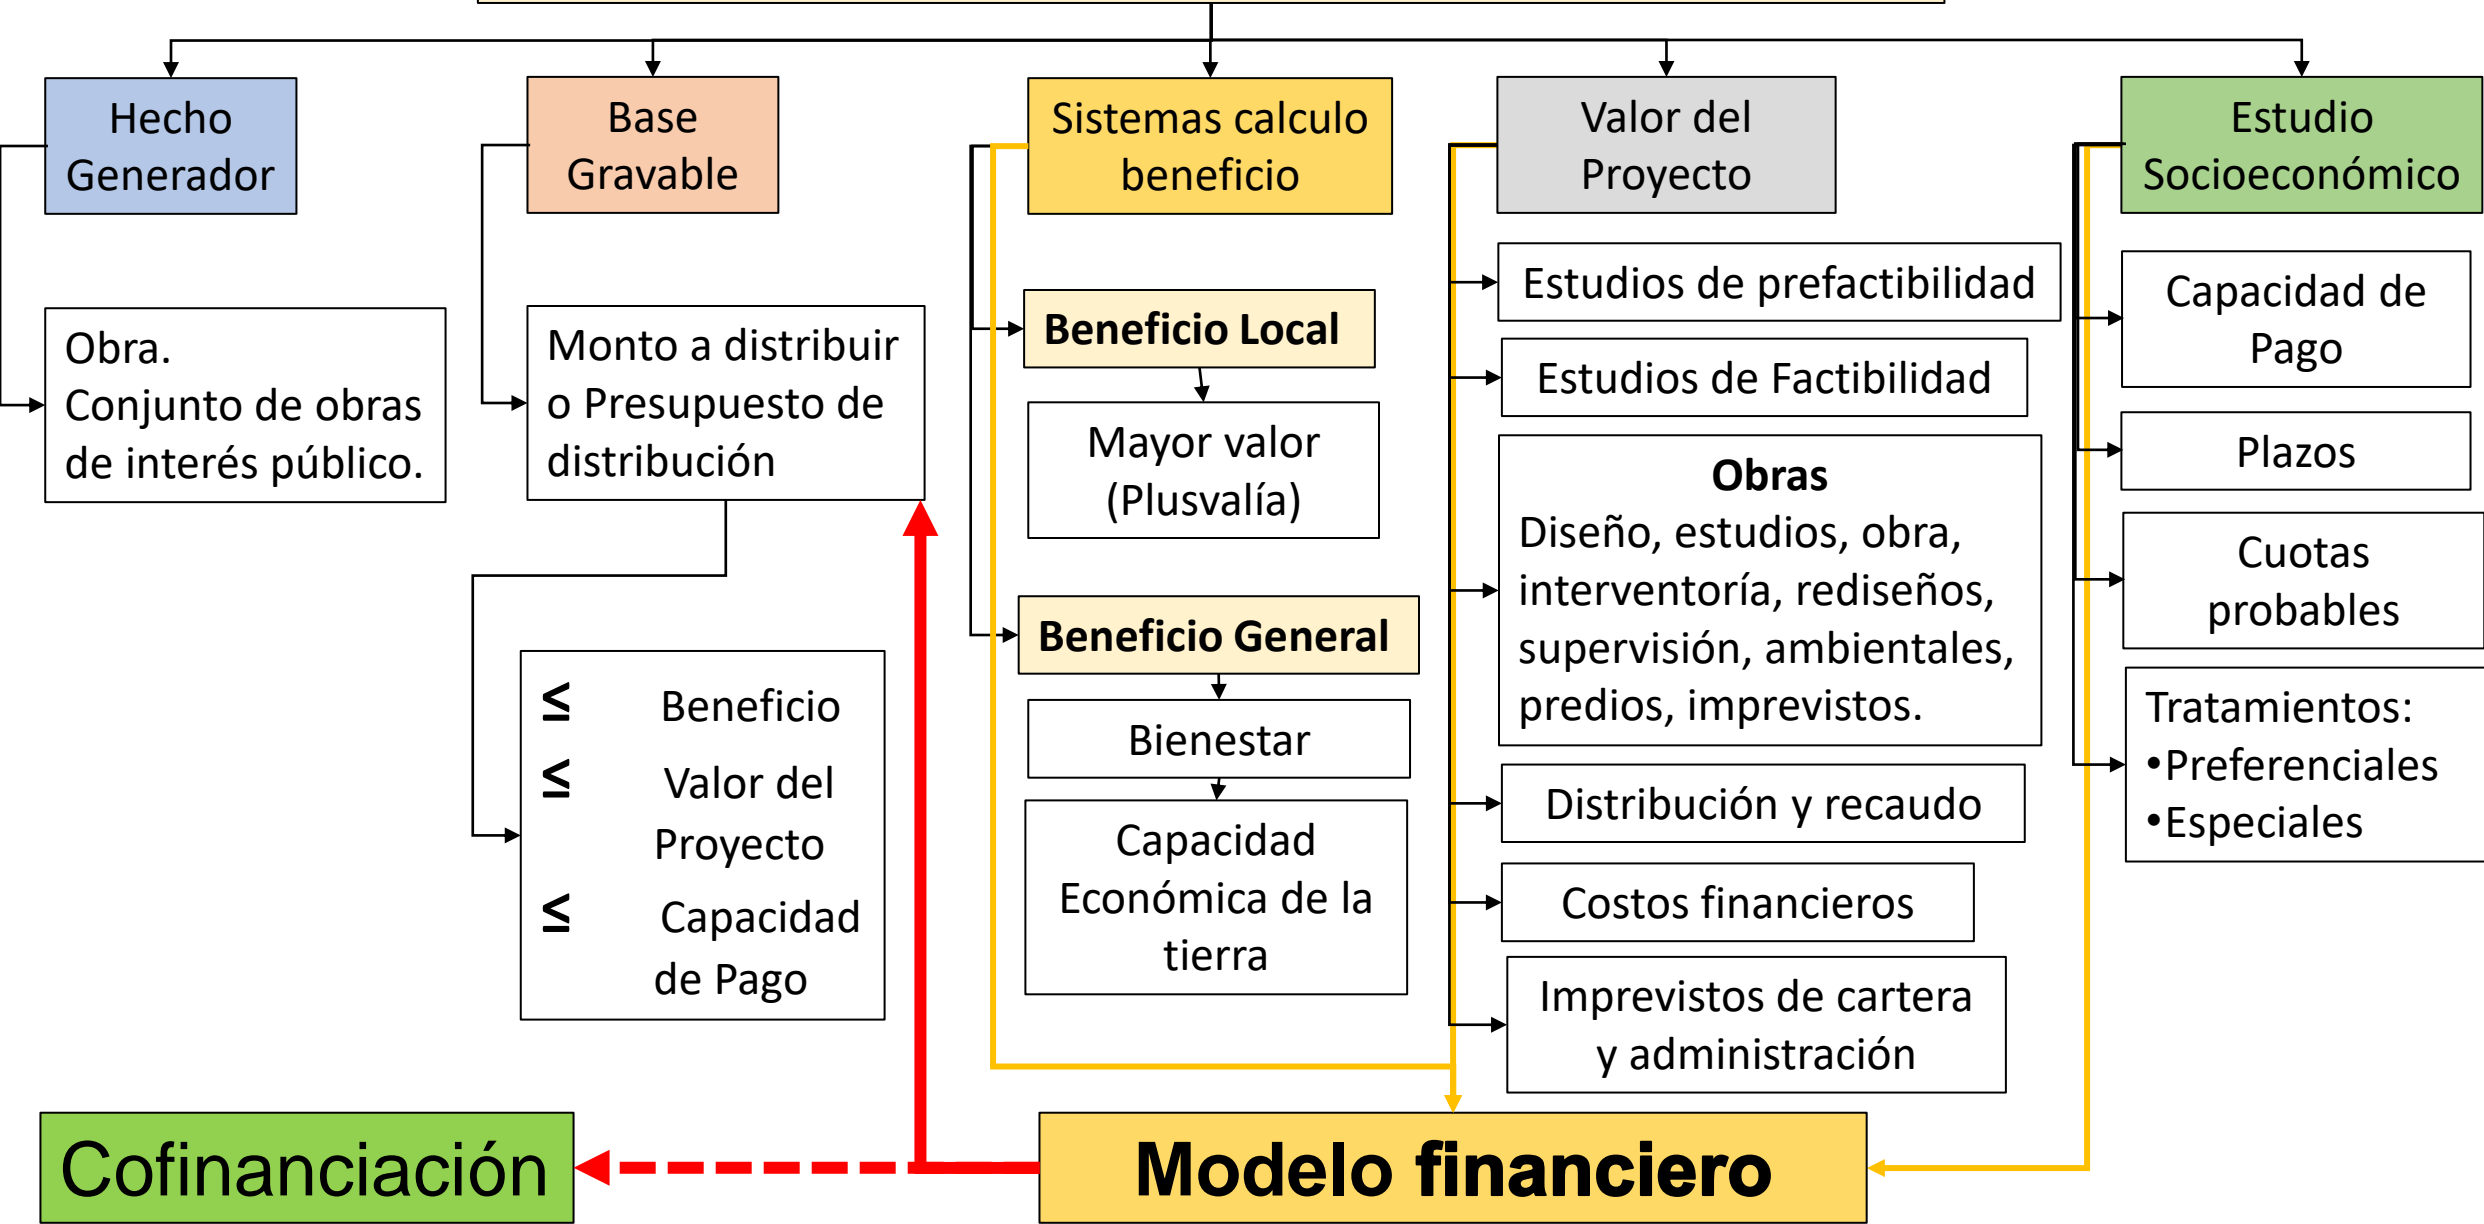 Hecho
Generador
Base
Gravable
Sistemas calculo
beneficio
Valor del
Proyecto
Estudio
Socioeconómico
Obra.
Conjunto de obras
de interés público.
Monto a distribuir
o Presupuesto de
distribución
≤ Beneficio
≤ Valor del
Proyecto
≤ Capacidad
de Pago
Beneficio Local
Mayor valor
(Plusvalía)
Beneficio General
Bienestar
Capacidad
Económica de la
tierra
Estudios de prefactibilidad
Estudios de Factibilidad
Obras
Diseño, estudios, obra,
interventoría, rediseños,
supervisión, ambientales,
predios, imprevistos.
Distribución y recaudo
Costos financieros
Imprevistos de cartera
y administración
Capacidad de
Pago
Plazos
Cuotas
probables
Tratamientos:
•Preferenciales
•Especiales
Cofinanciación
Modelo financiero